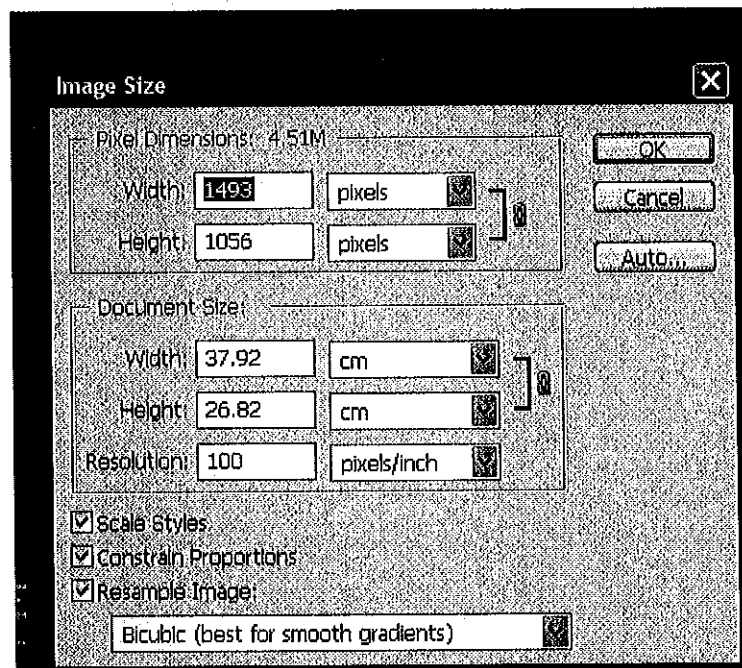 Image Size
Pixel Dimensions: 4.51M
OK
Width: 1493 pixels
Cancel
Height: 1056 pixels
Auto...
Document Size:
Width: 37.92 cm
Height: 26.82 cm
Resolution: 100 pixels/inch
Scale Styles
Constrain Proportions
Resample Image:
Bicubic (best for smooth gradients)